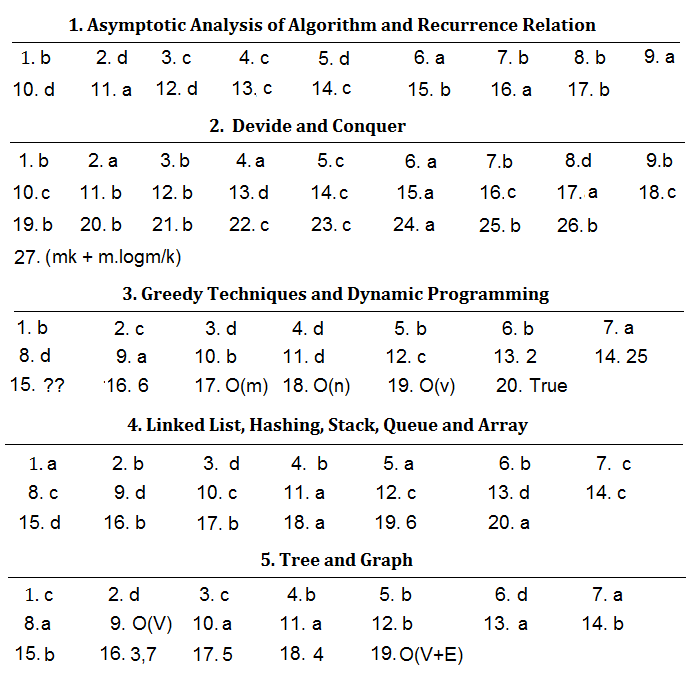 1. Asymptotic Analysis of Algorithm and Recurrence Relation
1. b 2. d 3. c 4. c 5. d 6. a 7. b 8. b 9. a
10. d 11. a 12. d 13. c 14. c 15. b 16. a 17. b
2. Devide and Conquer
1. b 2. a 3. b 4. a 5. c 6. a 7.b 8.d 9.b
10.c 11. b 12. b 13. d 14.c 15.a 16.c 17. a 18.c
19. b 20. b 21. b 22. c 23. c 24. a 25. b 26. b
27. (mk + m.logm/k)
3. Greedy Techniques and Dynamic Programming
1. b 2. c 3. d 4. d 5. b 6. b 7. a
8. d 9. a 10. b 11. d 12. c 13. 2 14. 25
15. ?? 16. 6 17. O(m) 18. O(n) 19. O(v) 20. True
4. Linked List, Hashing, Stack, Queue and Array
1. a 2. b 3. d 4. b 5. a 6. b 7. c
8. c 9. d 10. c 11. a 12. c 13. d 14. c
15. d 16. b 17. b 18. a 19. 6 20. a
5. Tree and Graph
1. c 2. d 3. c 4.b 5. b 6. d 7. a
8.a 9. O(V) 10. a 11. a 12. b 13. a 14. b
15. b 16. 3,7 17. 5 18. 4 19. O(V+E)